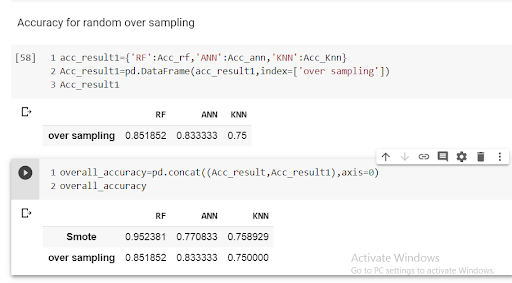 Accuracy for random over sampling
[58] 1 acc_result1={'RF':Acc_rf,'ANN':Acc_ann,'KNN':Acc_Knn}
2 Acc_result1=pd.DataFrame(acc_result1,index=['over sampling'])
3 Acc_result1
RF ANN KNN
over sampling 0.851852 0.833333 0.75
1 overall_accuracy=pd.concat((Acc_result,Acc_result1),axis=0)
2 overall_accuracy
RF ANN KNN
Smote 0.952381 0.770833 0.758929
over sampling 0.851852 0.833333 0.750000
Activate Windows
Go to PC settings to activate Windows.